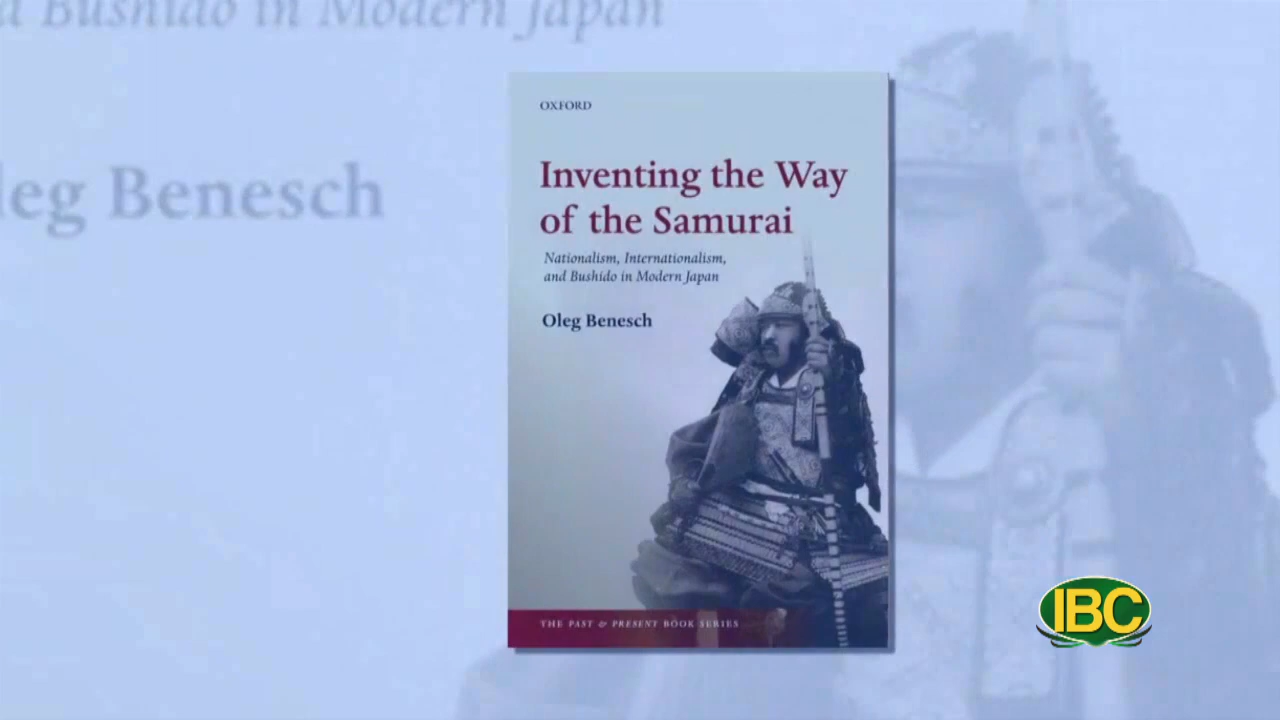 d Bushido in Modern Japan
leg Benesch
OXFORD
Inventing the Way
of the Samurai
Nationalism, Internationalism,
and Bushido in Modern Japan
Oleg Benesch
THE PAST & PRESENT BOOK SERIES
IBC